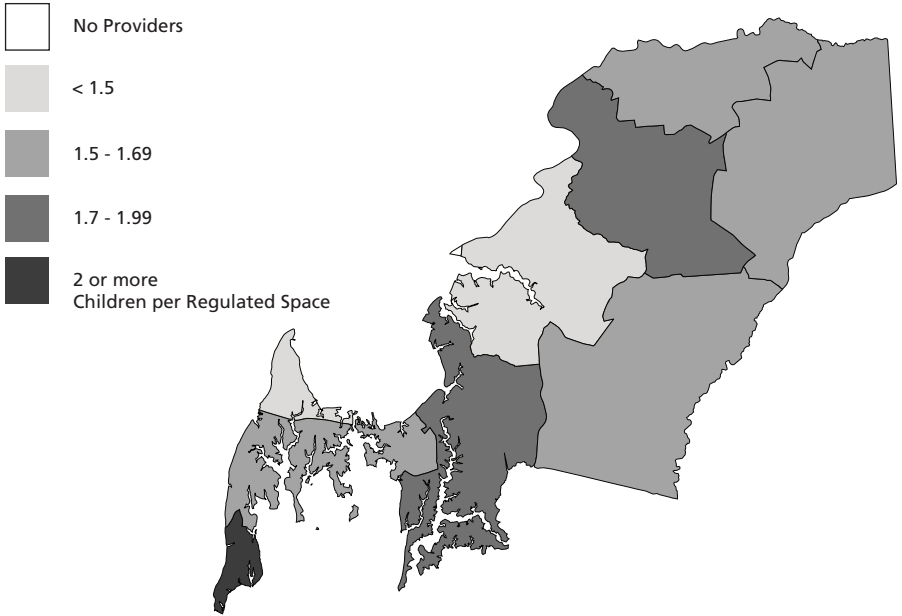 No Providers
< 1.5
1.5 - 1.69
1.7 - 1.99
2 or more
Children per Regulated Space